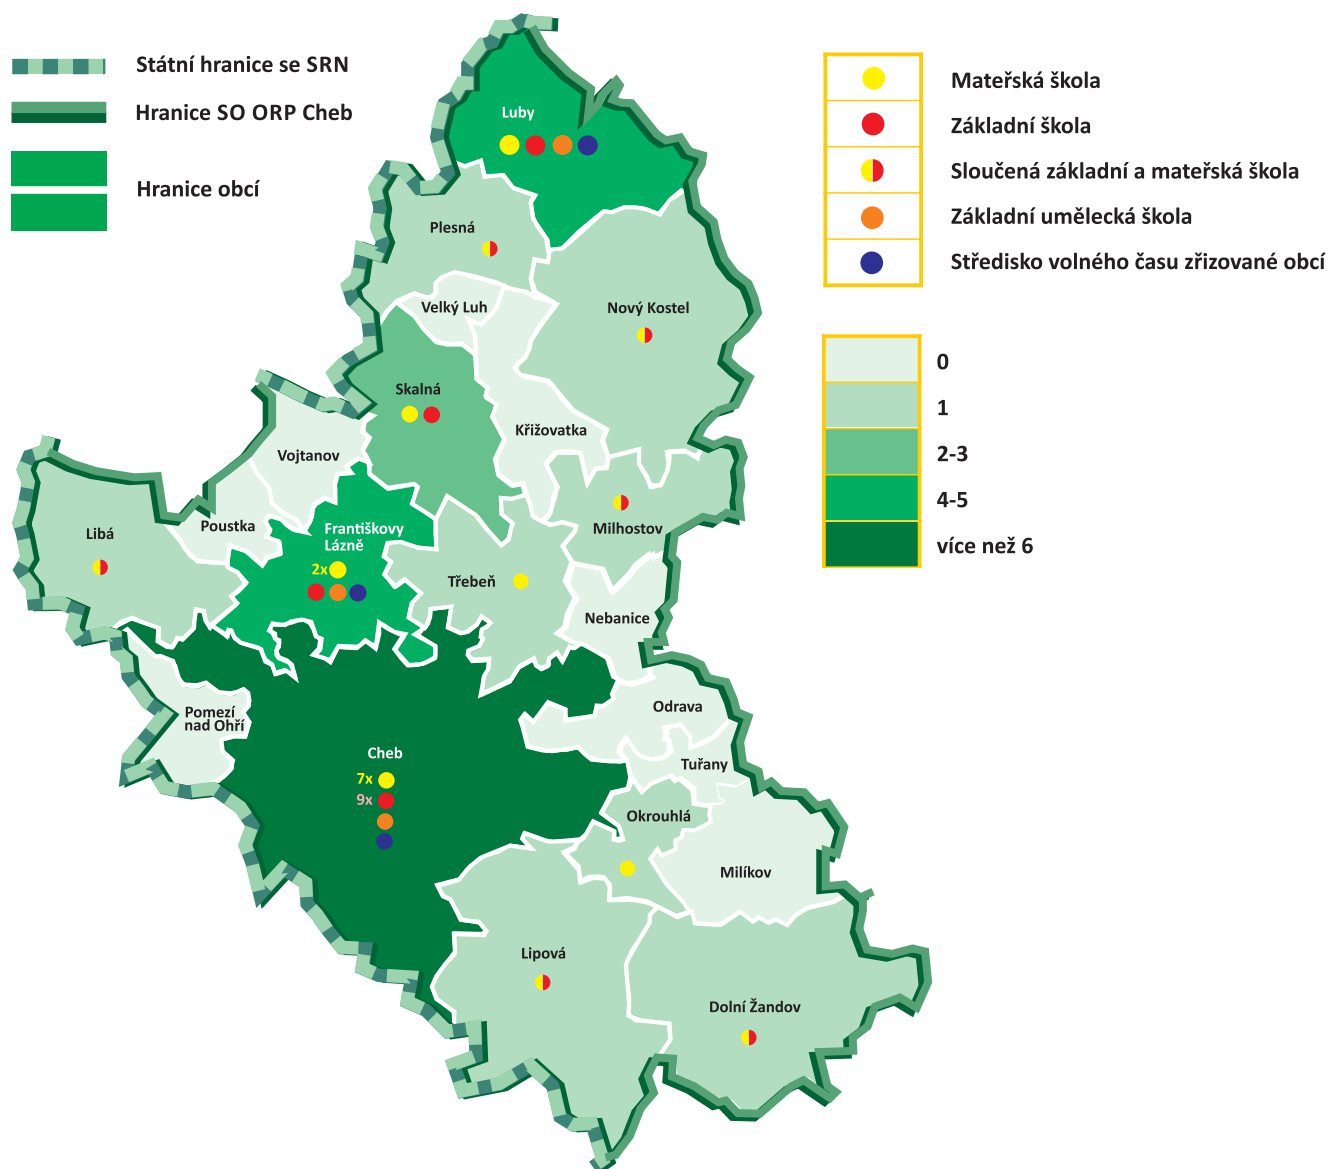 Státní hranice se SRN
Hranice SO ORP Cheb
Hranice obcí
Mateřská škola
Základní škola
Sloučená základní a mateřská škola
Základní umělecká škola
Středisko volného času zřizované obcí
0
1
2-3
4-5
více než 6
Luby
Plesná
Velký Luh
Nový Kostel
Skalná
Křižovatka
Vojtanov
Poustka
Libá
Františkovy
Lázně
2x
Milhostov
Třebeň
Nebanice
Pomezí
nad Ohří
Odrava
Cheb
7x
9x
Tuřany
Okrouhlá
Milíkov
Lipová
Dolní Žandov